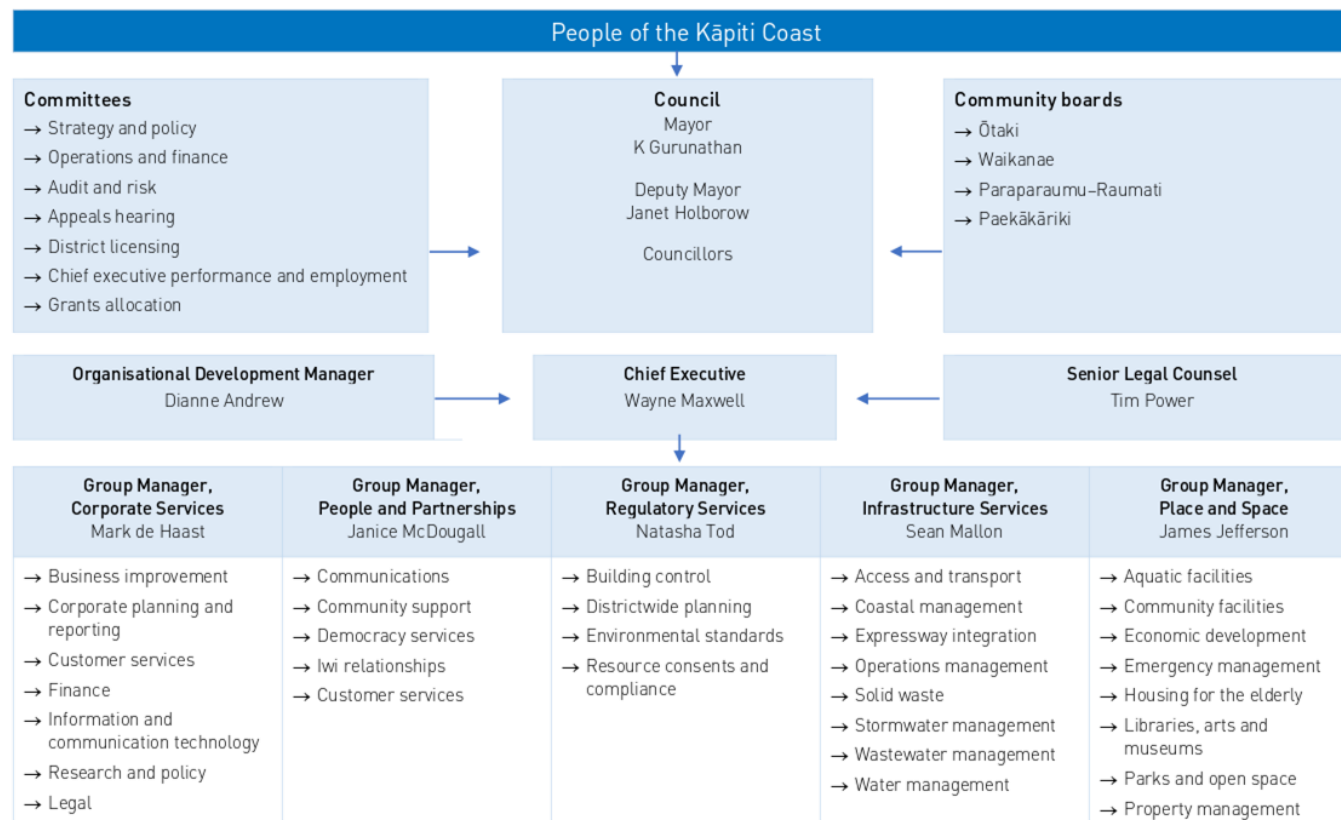 People of the Kāpiti Coast
Committees
→ Strategy and policy
→ Operations and finance
→ Audit and risk
→ Appeals hearing
→ District licensing
→ Chief executive performance and employment
→ Grants allocation
Council
Mayor
K Gurunathan
Deputy Mayor
Janet Holborow
Councillors
Community boards
→ Ōtaki
→ Waikanae
→ Paraparaumu–Raumati
→ Paekākāriki
Organisational Development Manager
Dianne Andrew
Chief Executive
Wayne Maxwell
Senior Legal Counsel
Tim Power
Group Manager,
Corporate Services
Mark de Haast
→ Business improvement
→ Corporate planning and
reporting
→ Customer services
→ Finance
→ Information and
communication technology
→ Research and policy
→ Legal
Group Manager,
People and Partnerships
Janice McDougall
→ Communications
→ Community support
→ Democracy services
→ Iwi relationships
→ Customer services
Group Manager,
Regulatory Services
Natasha Tod
→ Building control
→ Districtwide planning
→ Environmental standards
→ Resource consents and
compliance
Group Manager,
Infrastructure Services
Sean Mallon
→ Access and transport
→ Coastal management
→ Expressway integration
→ Operations management
→ Solid waste
→ Stormwater management
→ Wastewater management
→ Water management
Group Manager,
Place and Space
James Jefferson
→ Aquatic facilities
→ Community facilities
→ Economic development
→ Emergency management
→ Housing for the elderly
→ Libraries, arts and
museums
→ Parks and open space
→ Property management